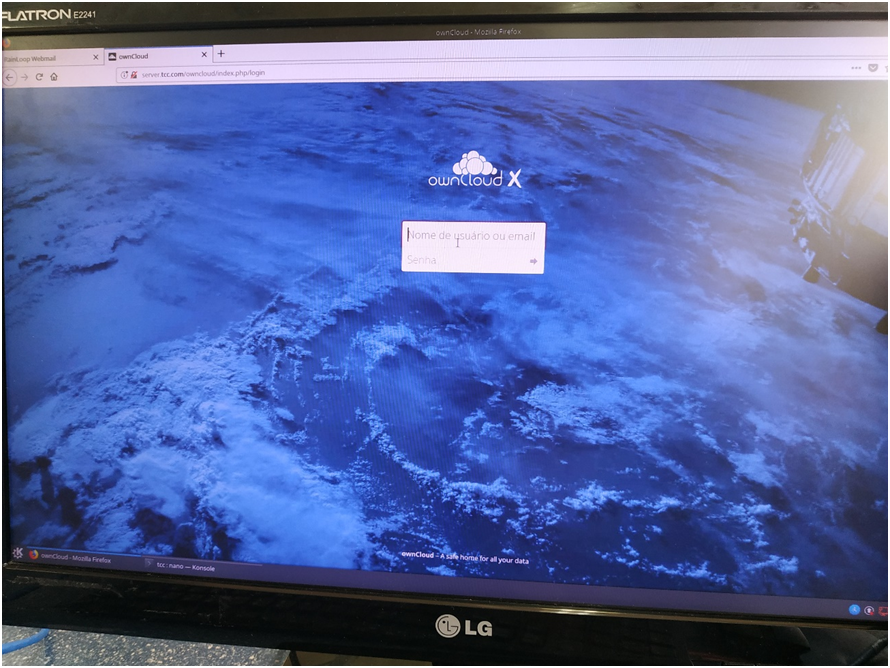 FLATRON E2241
ownCloud - Mozilla Firefox
RainLoop Webmail
ownCloud
server.tcc.com/owncloud/index.php/login
ownCloud X
Nome de usuário ou email
Senha
ownCloud – A safe home for all your data
ownCloud - Mozilla Firefox
tcc : nano — Konsole
LG